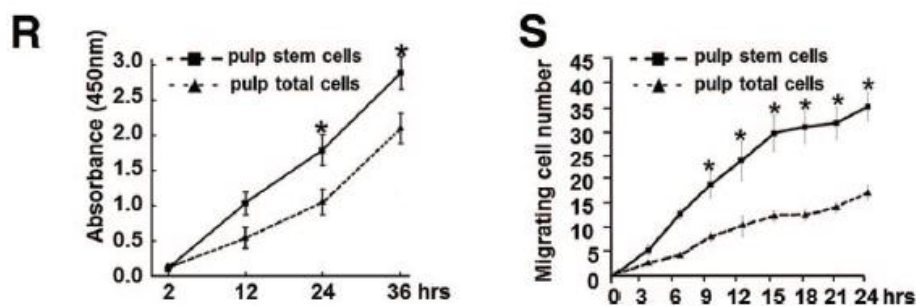 R
S
Absorbance (450nm)
pulp stem cells
pulp total cells
3.0
2.5
2.0
1.5
1.0
0.5
0.0
* * 
2 12 24 36 hrs
Migrating cell number
pulp stem cells
pulp total cells
45
40
35
30
25
20
15
10
5
0
* * * * * *
0 3 6 9 12 15 18 21 24 hrs